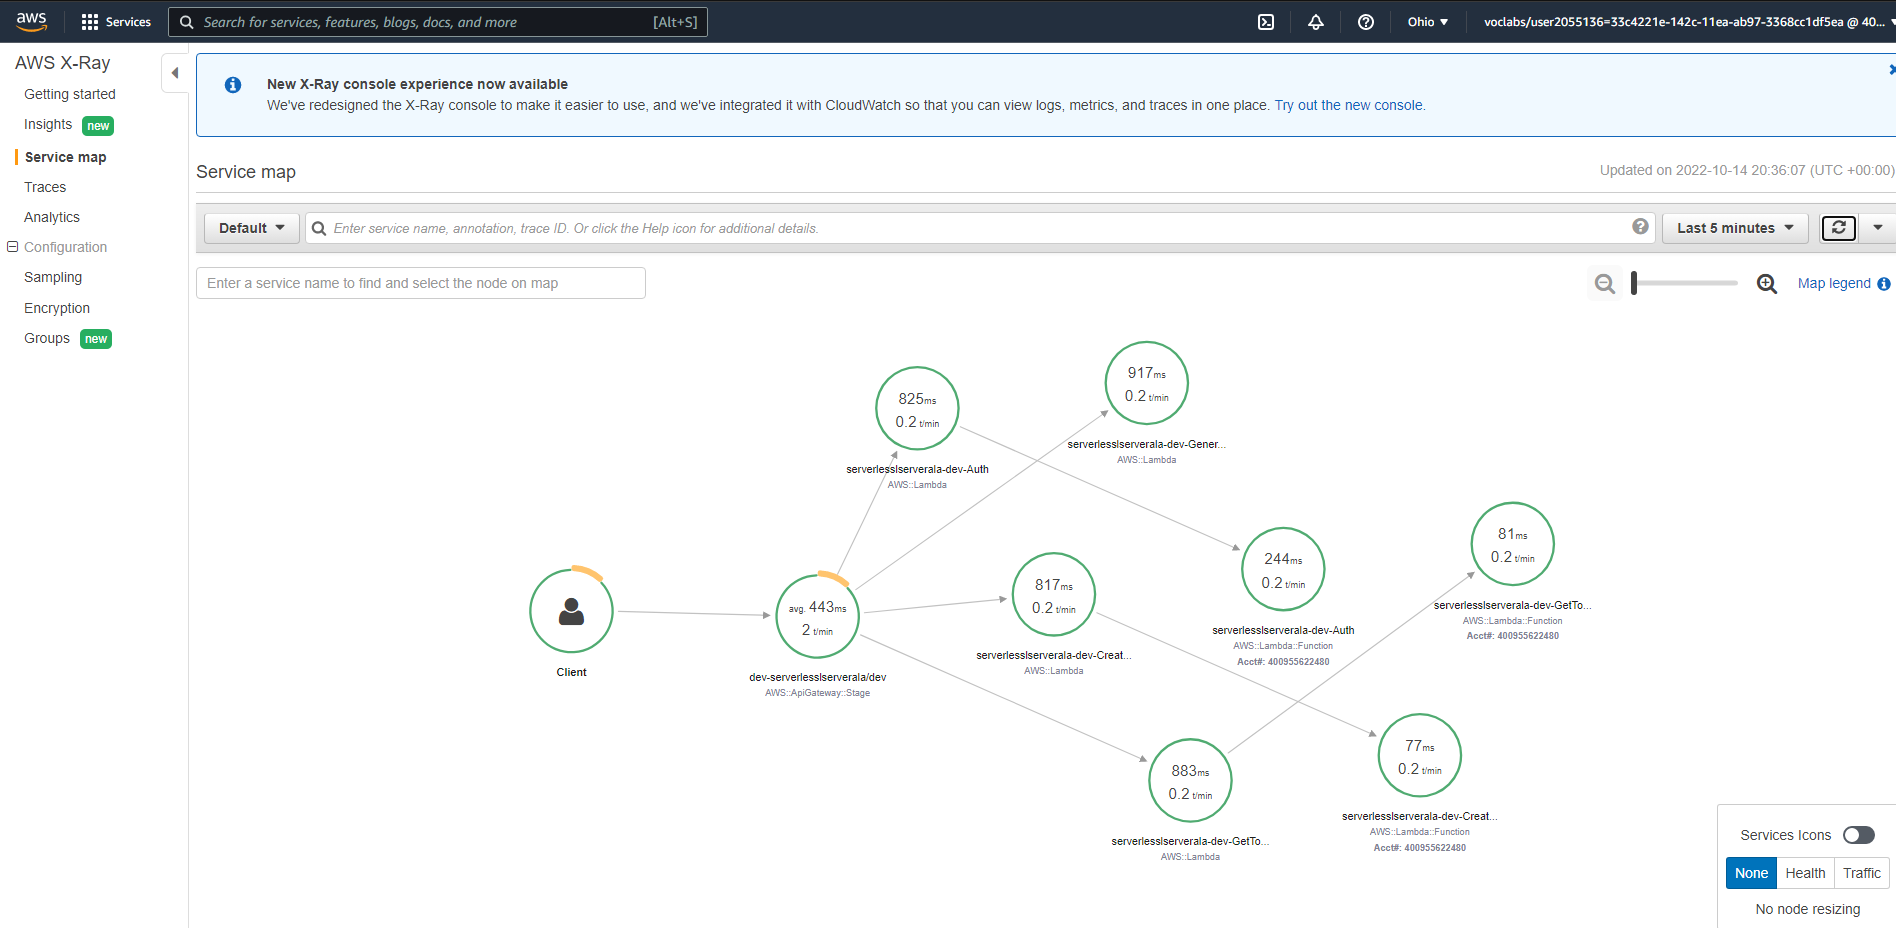 aws
Services
Search for services, features, blogs, docs, and more
[Alt+S]
Ohio
voclabs/user2055136=33c4221e-142c-11ea-ab97-3368cc1df5ea @ 40...
AWS X-Ray
Getting started
Insights new
Service map
Traces
Analytics
Configuration
Sampling
Encryption
Groups new
New X-Ray console experience now available
We've redesigned the X-Ray console to make it easier to use, and we've integrated it with CloudWatch so that you can view logs, metrics, and traces in one place. Try out the new console.
Service map
Updated on 2022-10-14 20:36:07 (UTC +00:00)
Default
Enter service name, annotation, trace ID. Or click the Help icon for additional details.
Last 5 minutes
Enter a service name to find and select the node on map
Map legend
917ms
0.2 t/min
serverlesslserverala-dev-Gener...
AWS::Lambda
825ms
0.2 t/min
serverlesslserverala-dev-Auth
AWS::Lambda
81ms
0.2 t/min
serverlesslserverala-dev-GetTo...
AWS::Lambda::Function
Acct#: 400955622480
244ms
0.2 t/min
serverlesslserverala-dev-Auth
AWS::Lambda::Function
Acct#: 400955622480
817ms
0.2 t/min
serverlesslserverala-dev-Creat...
AWS::Lambda
Client
avg. 443ms
2 t/min
dev-serverlesslserverala/dev
AWS::ApiGateway::Stage
77ms
0.2 t/min
serverlesslserverala-dev-Creat...
AWS::Lambda::Function
Acct#: 400955622480
883ms
0.2 t/min
serverlesslserverala-dev-GetTo...
AWS::Lambda
Services Icons
None Health Traffic
No node resizing